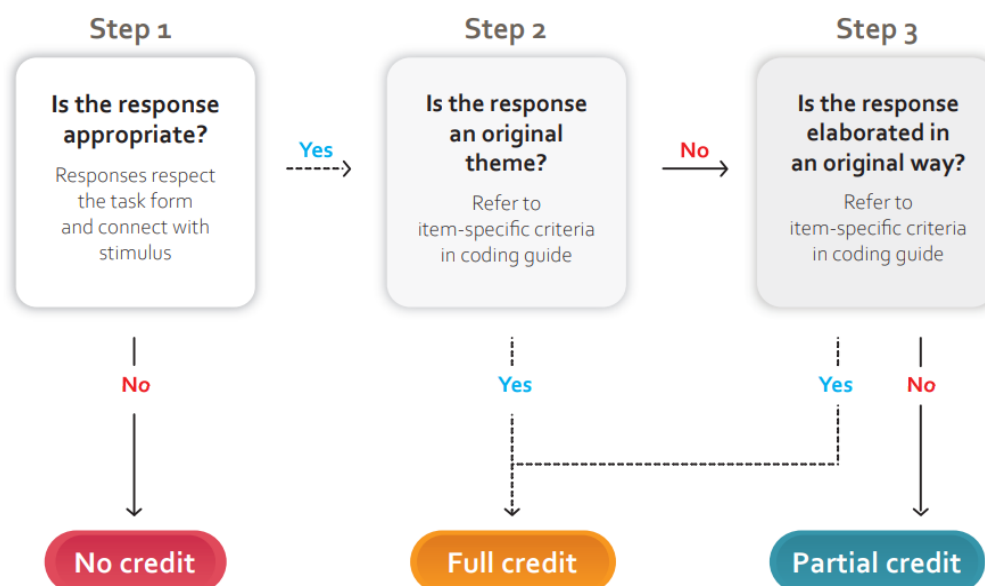 Step 1
Is the response
appropriate?
Responses respect
the task form
and connect with
stimulus
Yes
No
No credit
Step 2
Is the response
an original
theme?
Refer to
item-specific criteria
in coding guide
No
Yes
Full credit
Step 3
Is the response
elaborated in
an original way?
Refer to
item-specific criteria
in coding guide
Yes
No
Partial credit